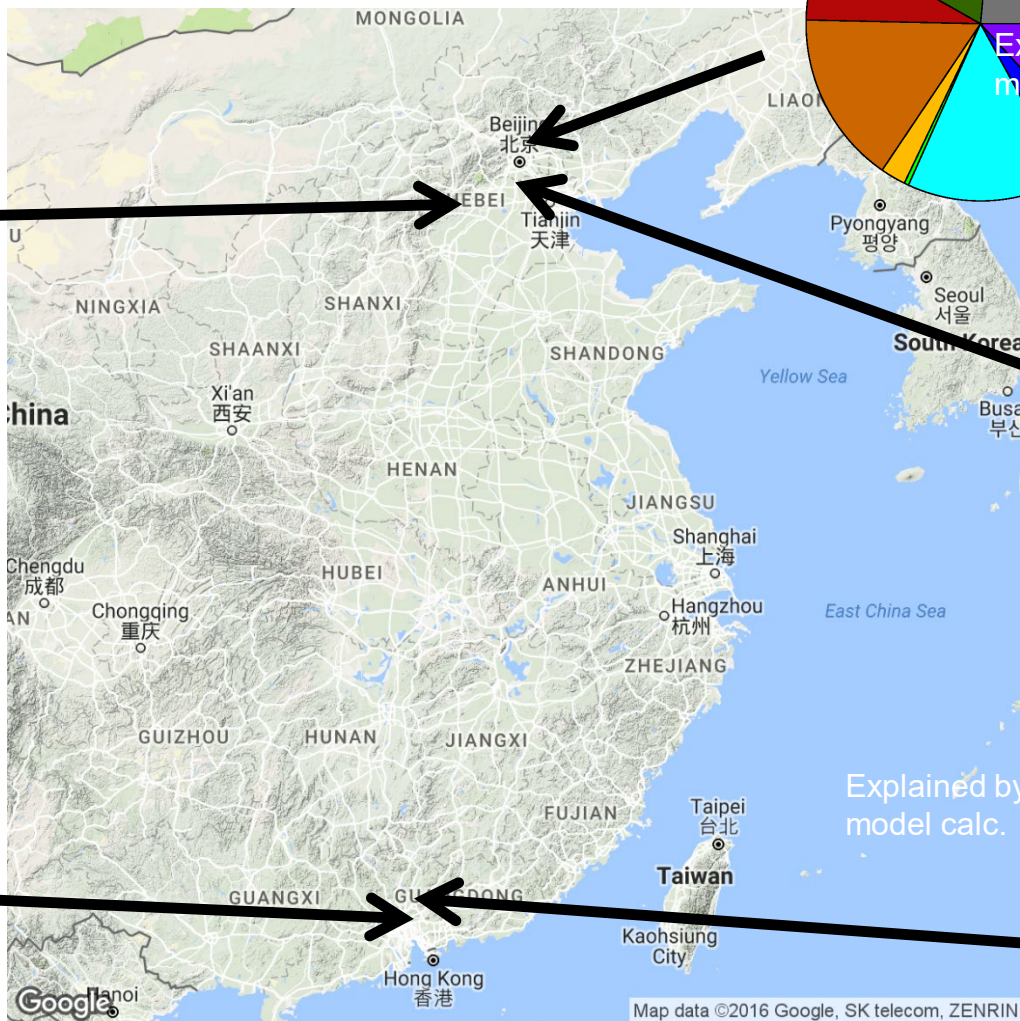 MONGOLIA
Ex
m
LIAON
Beijing
北京
HEBEI
Tianjin
天津
Pyongyang
평양
U
NINGXIA
SHANXI
Seoul
서울
South Korea
SHAANXI
SHANDONG
Yellow Sea
Xi'an
西安
China
Busa
부산
HENAN
JIANGSU
Shanghai
上海
Chengdu
成都
HUBEI
ANHUI
Hangzhou
杭州
East China Sea
AN
Chongqing
重庆
ZHEJIANG
GUIZHOU
HUNAN
JIANGXI
Explained by
model calc.
FUJIAN
Taipei
台北
Taiwan
GUANGXI
GUANGDONG
Kaohsiung
City
Hong Kong
香港
Google
Hanoi
Map data ©2016 Google, SK telecom, ZENRIN